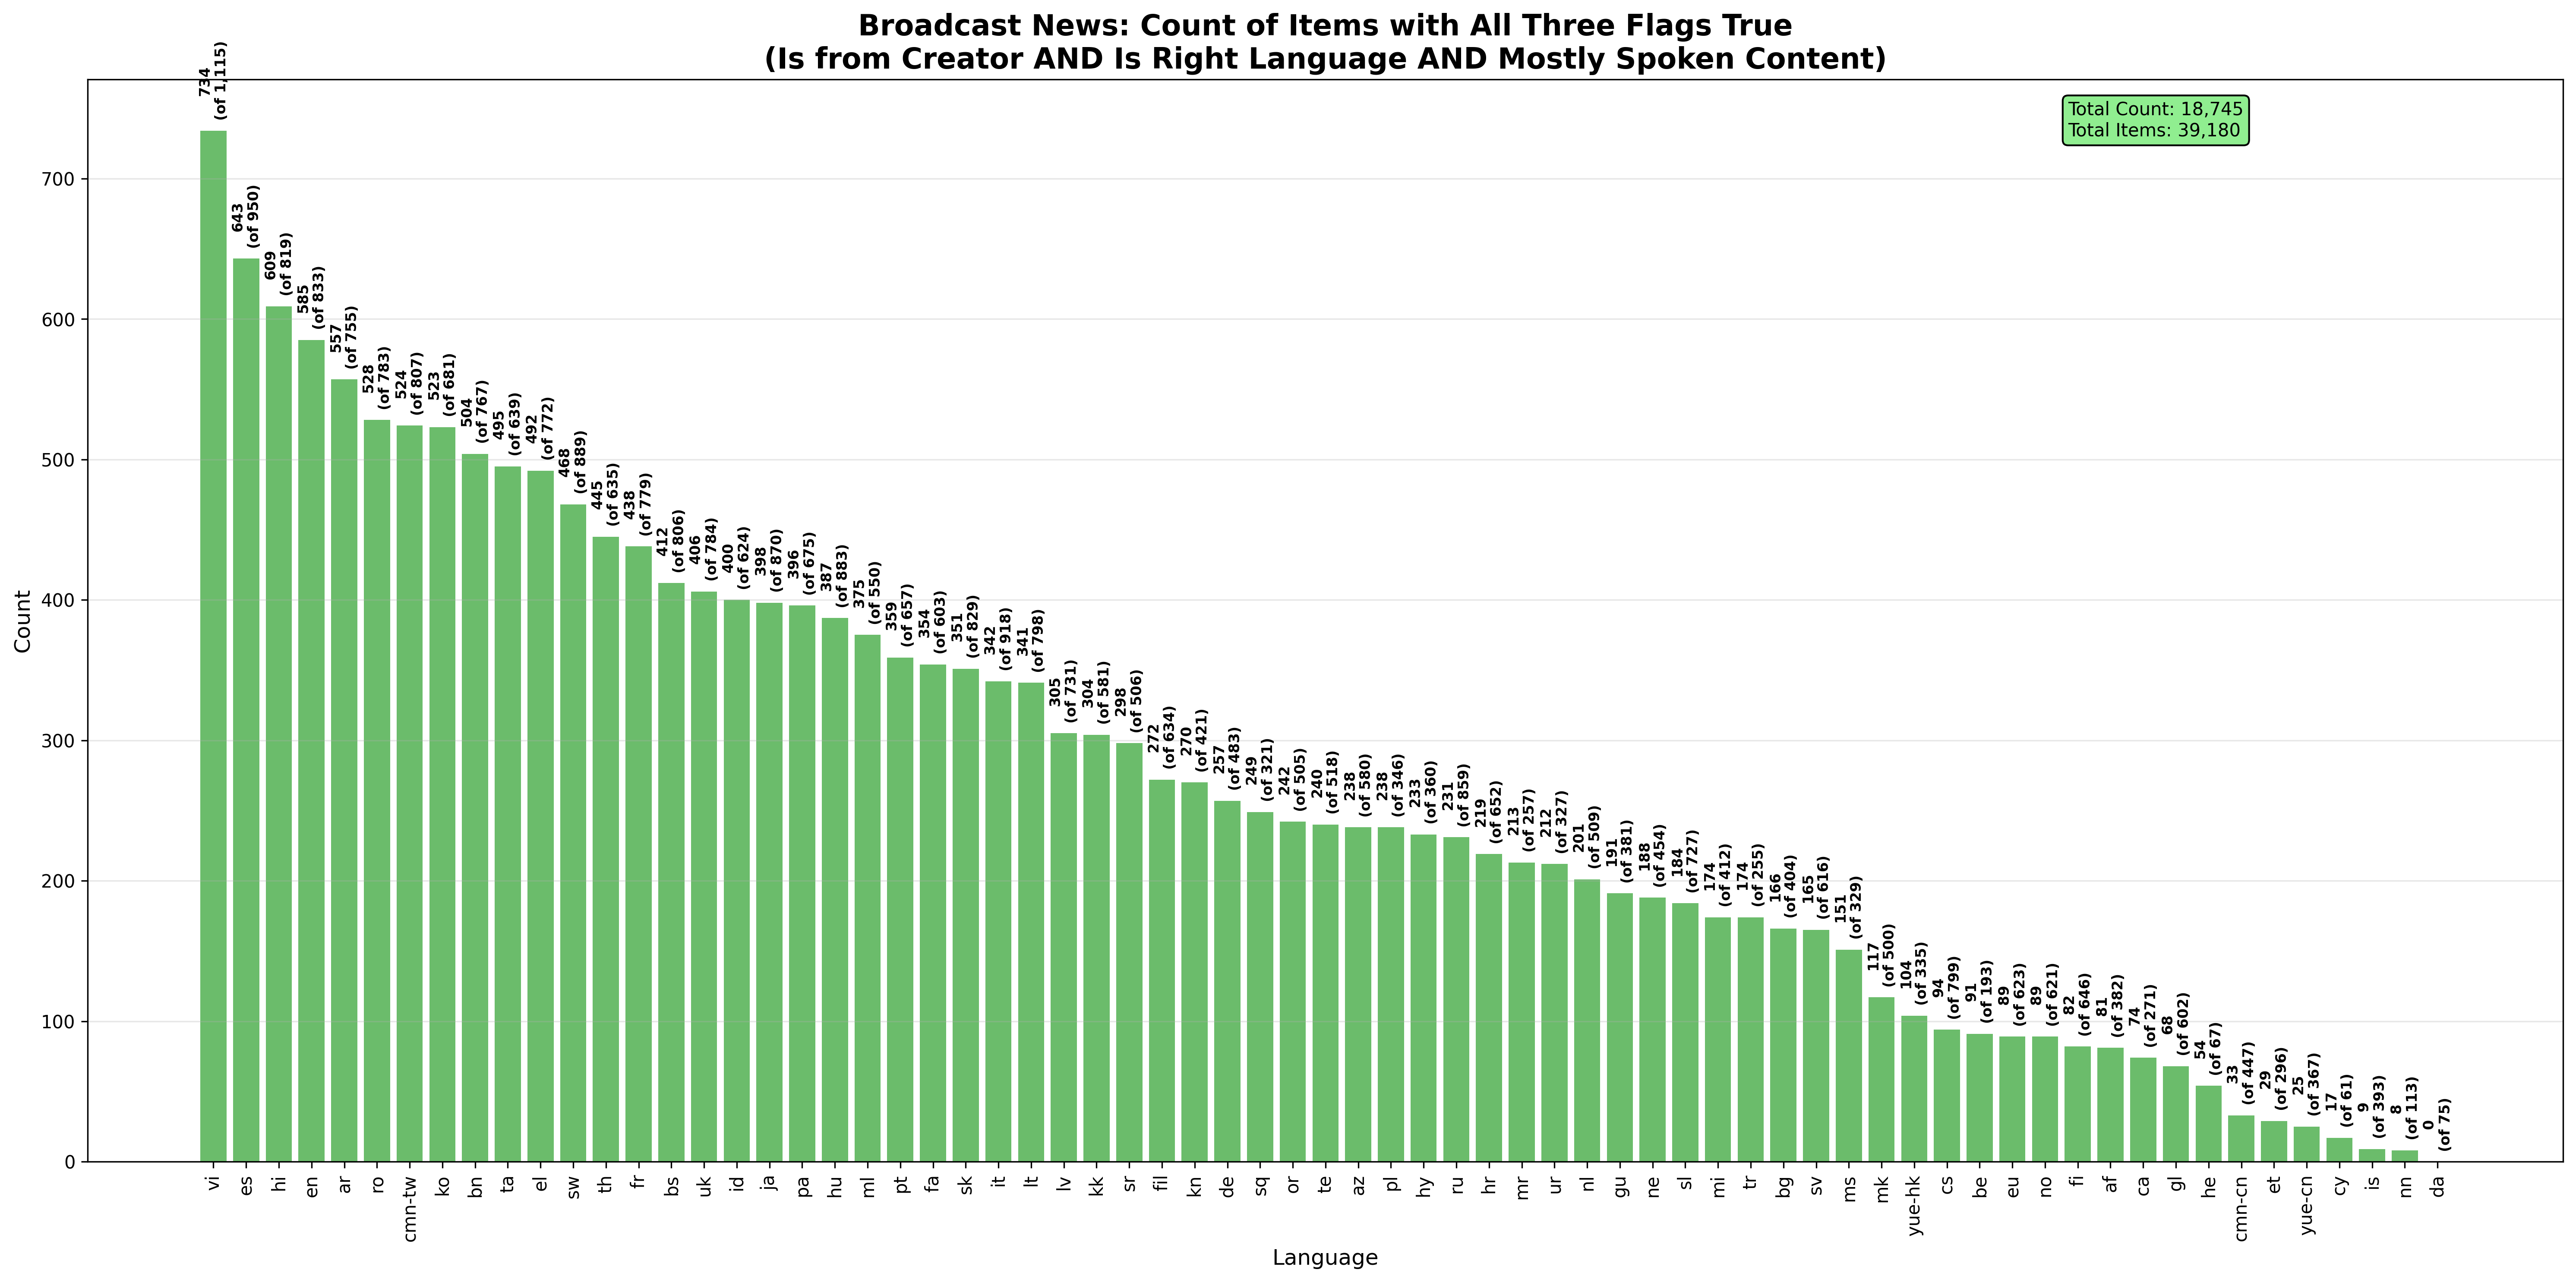 Broadcast News: Count of Items with All Three Flags True
(Is from Creator AND Is Right Language AND Mostly Spoken Content)
Total Count: 18,745
Total Items: 39,180
Count
700
600
500
400
300
200
100
0
734
(of 1,115)
643
(of 950)
609
(of 819)
585
(of 833)
557
(of 755)
528
(of 783)
524
(of 807)
523
(of 681)
504
(of 767)
495
(of 639)
492
(of 772)
468
(of 889)
445
(of 635)
438
(of 779)
412
(of 806)
406
(of 784)
400
(of 624)
398
(of 870)
396
(of 675)
387
(of 883)
375
(of 550)
359
(of 657)
354
(of 603)
351
(of 829)
342
(of 918)
341
(of 798)
305
(of 731)
304
(of 581)
298
(of 506)
272
(of 634)
270
(of 421)
257
(of 483)
249
(of 321)
242
(of 505)
240
(of 518)
238
(of 580)
238
(of 346)
233
(of 360)
231
(of 859)
219
(of 652)
213
(of 257)
212
(of 327)
201
(of 509)
191
(of 381)
188
(of 454)
184
(of 727)
174
(of 412)
174
(of 255)
166
(of 404)
165
(of 616)
151
(of 329)
117
(of 500)
104
(of 335)
94
(of 799)
91
(of 193)
89
(of 623)
89
(of 621)
82
(of 646)
81
(of 382)
74
(of 271)
68
(of 602)
54
(of 67)
33
(of 447)
29
(of 296)
25
(of 367)
17
(of 61)
9
(of 393)
8
(of 113)
0
(of 75)
vi
es
hi
en
ar
ro
cmn-tw
ko
bn
ta
el
sw
th
fr
bs
uk
id
ja
pa
hu
ml
pt
fa
sk
it
lt
lv
kk
sr
fil
kn
de
sq
or
te
az
pl
hy
ru
hr
mr
ur
nl
gu
ne
sl
mi
tr
bg
sv
ms
mk
yue-hk
cs
be
eu
no
fi
af
ca
gl
he
cmn-cn
et
yue-cn
cy
is
nn
da
Language